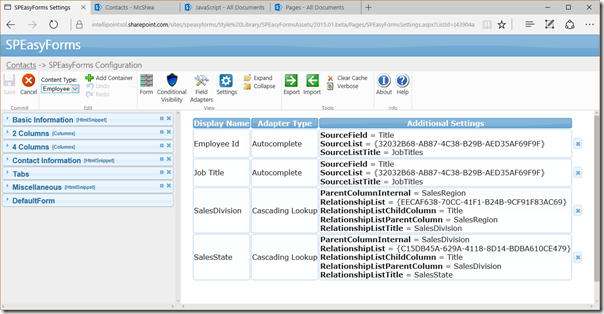 SPEasyForms Settings
Contacts - McShea
JavaScript - All Documents
Pages - All Documents
intellipointsol.sharepoint.com/sites/speasyforms/Style%20Library/SPEasyFormsAssets/2015.01.beta/Pages/SPEasyFormsSettings.aspx?ListId={43904a
SPEasyForms
Contacts -> SPEasyForms Configuration
Save
Cancel
Content Type:
Employee
Add Container
Undo
Redo
Form
Conditional Visibility
Field Adapters
Settings
Expand
Collapse
Export
Import
Clear Cache
Verbose
About
Help
Commit
Edit
View
Tools
Info
Basic Information [HtmlSnippet]
2 Columns [Columns]
4 Columns [Columns]
Contact Information [HtmlSnippet]
Tabs
Miscellaneous [HtmlSnippet]
DefaultForm
Display Name Adapter Type Additional Settings
Employee Id Autocomplete
SourceField = Title
SourceList = {32032B68-AB87-4C38-B29B-AED35AF69F9F}
SourceListTitle = JobTitles
Job Title Autocomplete
SourceField = Title
SourceList = {32032B68-AB87-4C38-B29B-AED35AF69F9F}
SourceListTitle = JobTitles
SalesDivision Cascading Lookup
ParentColumnInternal = SalesRegion
RelationshipList = {EECAF638-70CC-41F1-B24B-9CF91F83AC69}
RelationshipListChildColumn = Title
RelationshipListParentColumn = SalesRegion
RelationshipListTitle = SalesDivision
SalesState Cascading Lookup
ParentColumnInternal = SalesDivision
RelationshipList = {C15DB45A-629A-4118-8D14-BDBA610CE479}
RelationshipListChildColumn = Title
RelationshipListParentColumn = SalesDivision
RelationshipListTitle = SalesState